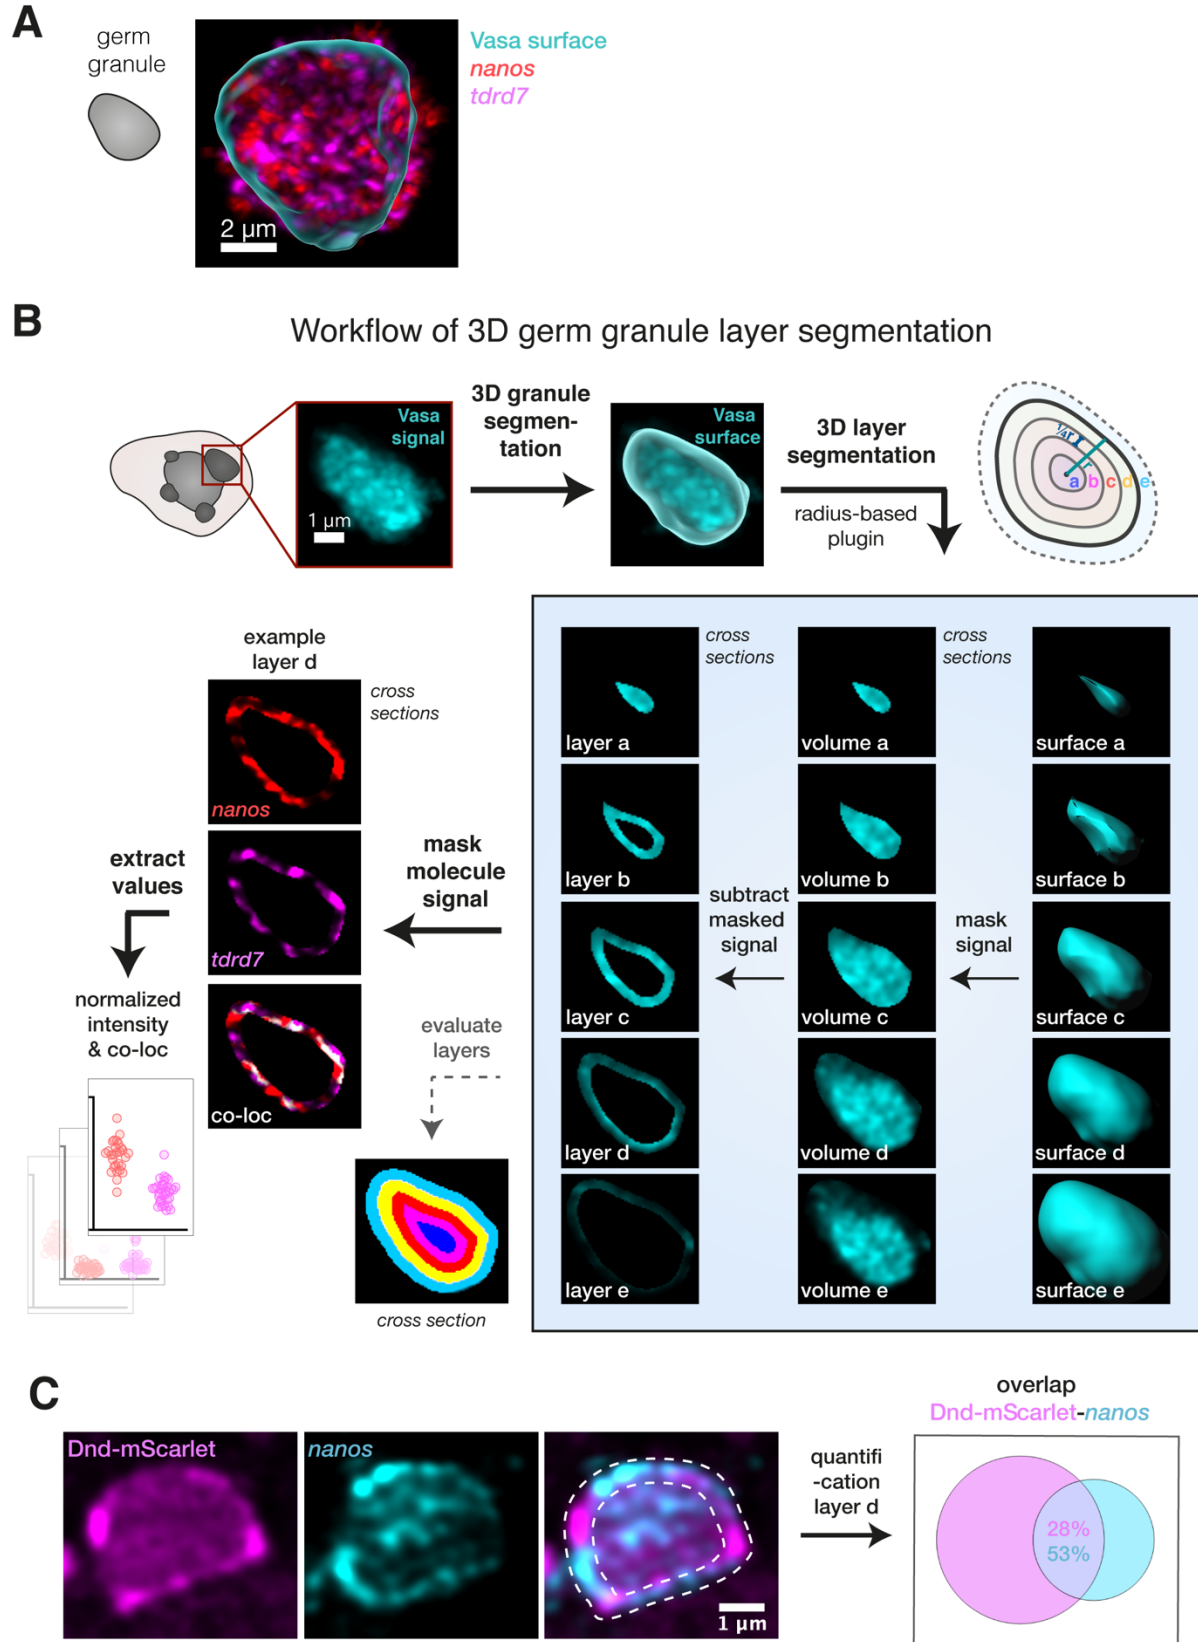 A
germ
granule
Vasa surface
nanos
tdrd7
2 µm
B
Workflow of 3D germ granule layer segmentation
Vasa
signal
1 µm
3D granule
segmen-
tation
Vasa
surface
3D layer
segmentation
radius-based
plugin
¼r
r
a b c d e
example
layer d
cross
sections
nanos
tdrd7
co-loc
mask
molecule
signal
extract
values
normalized
intensity
& co-loc
evaluate
layers
cross section
cross
sections
cross
sections
layer a
volume a
surface a
layer b
volume b
surface b
subtract
masked
signal
mask
signal
layer c
volume c
surface c
layer d
volume d
surface d
layer e
volume e
surface e
C
Dnd-mScarlet
nanos
1 µm
quantifi
-cation
layer d
overlap
Dnd-mScarlet-nanos
28%
53%